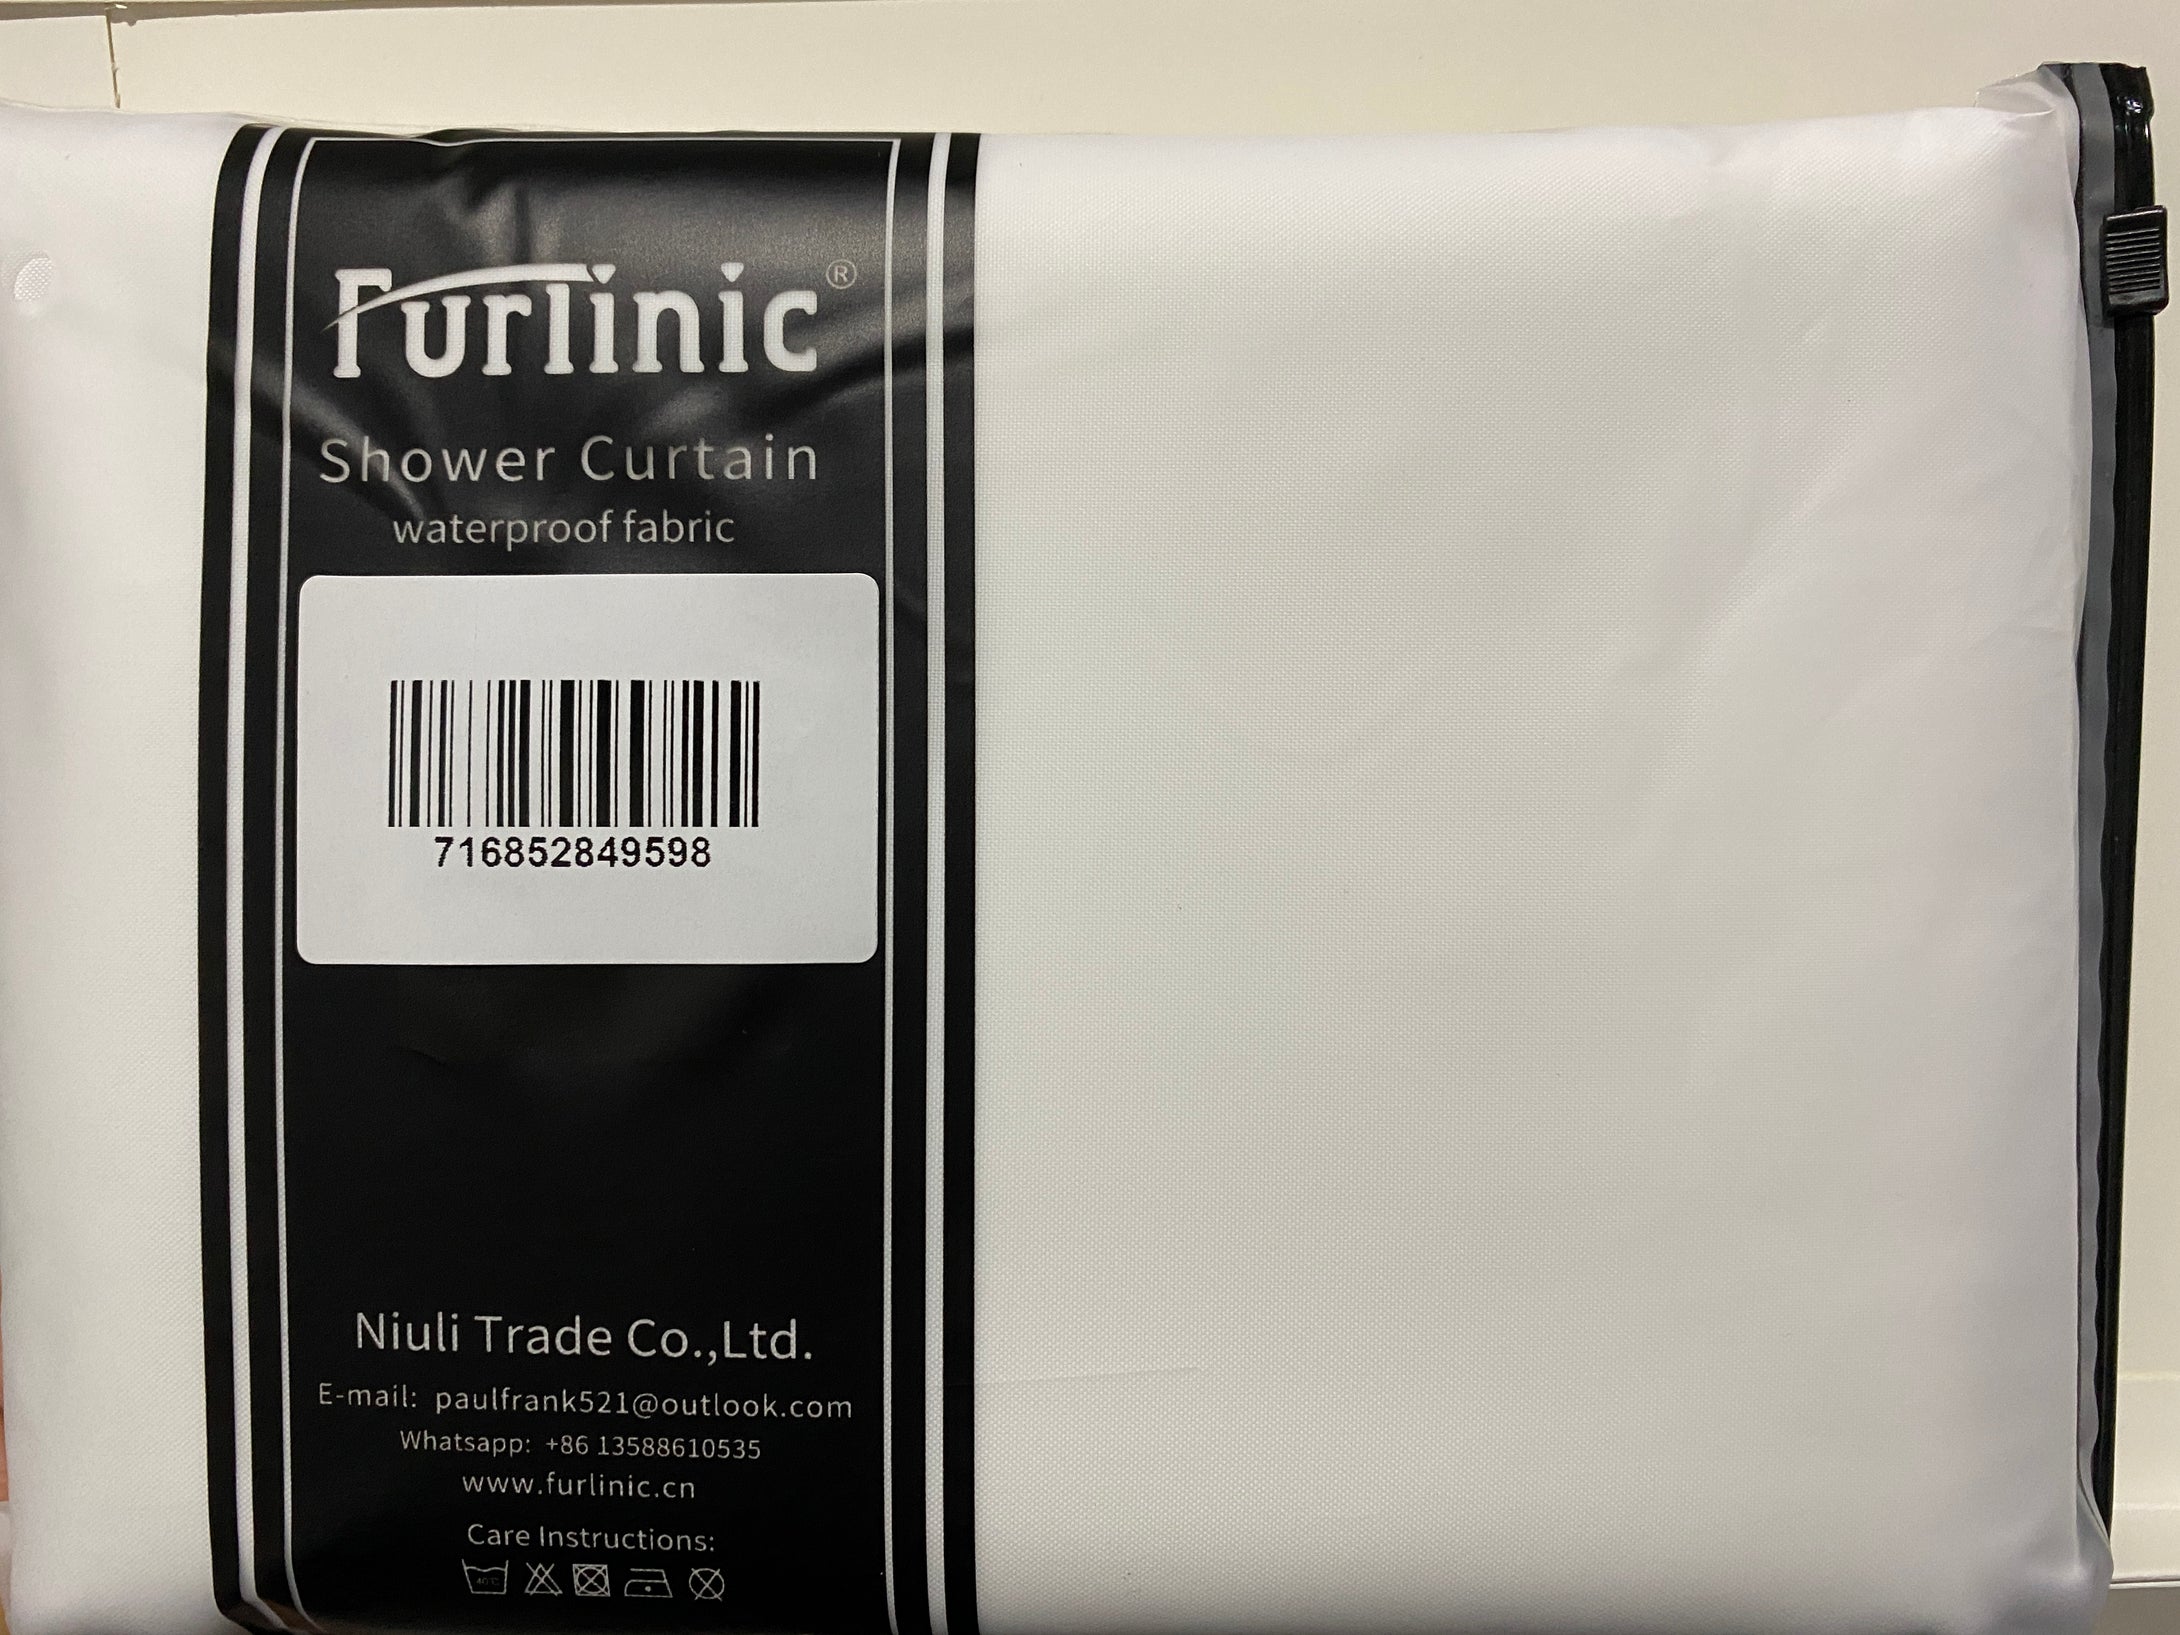 Furlinic®
Shower Curtain
waterproof fabric
716852849598
Niuli Trade Co.,Ltd.
E-mail: paulfrank521@outlook.com
Whatsapp: +86 13588610535
www.furlinic.cn
Care Instructions:
40°C